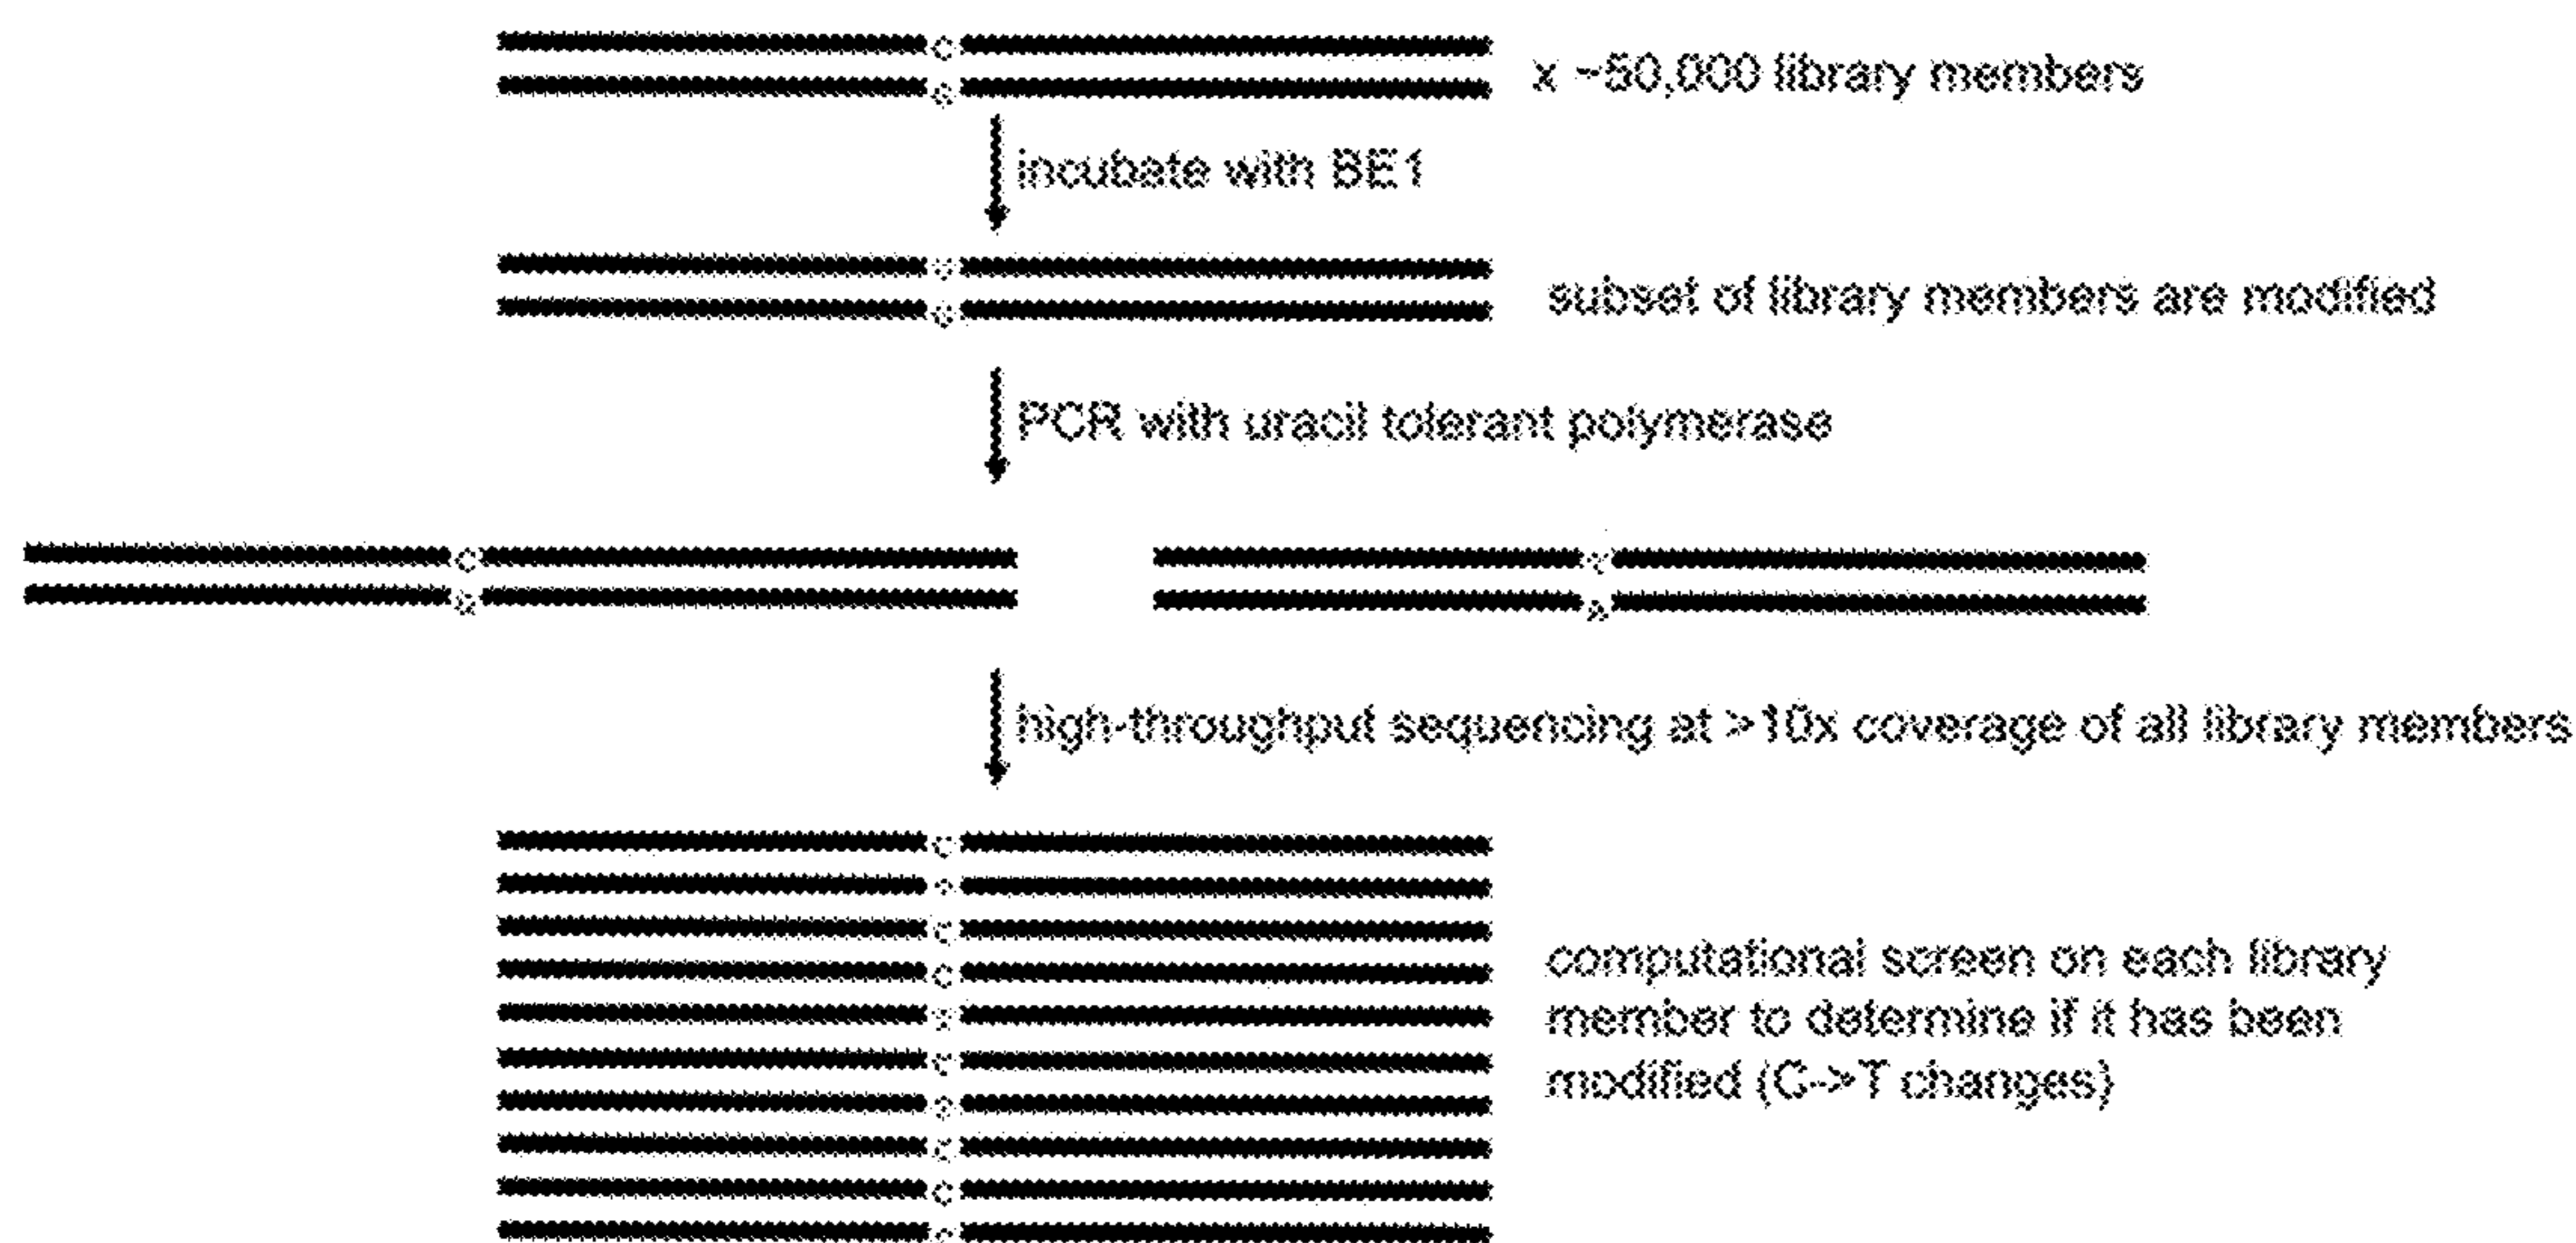 C
x ~50,000 library members
incubate with BE1
subset of library members are modified
PCR with uracil tolerant polymerase
C
high-throughput sequencing at >10x coverage of all library members
C
C
C
computational screen on each library
member to determine if it has been
modified (C->T changes)
C
C
C